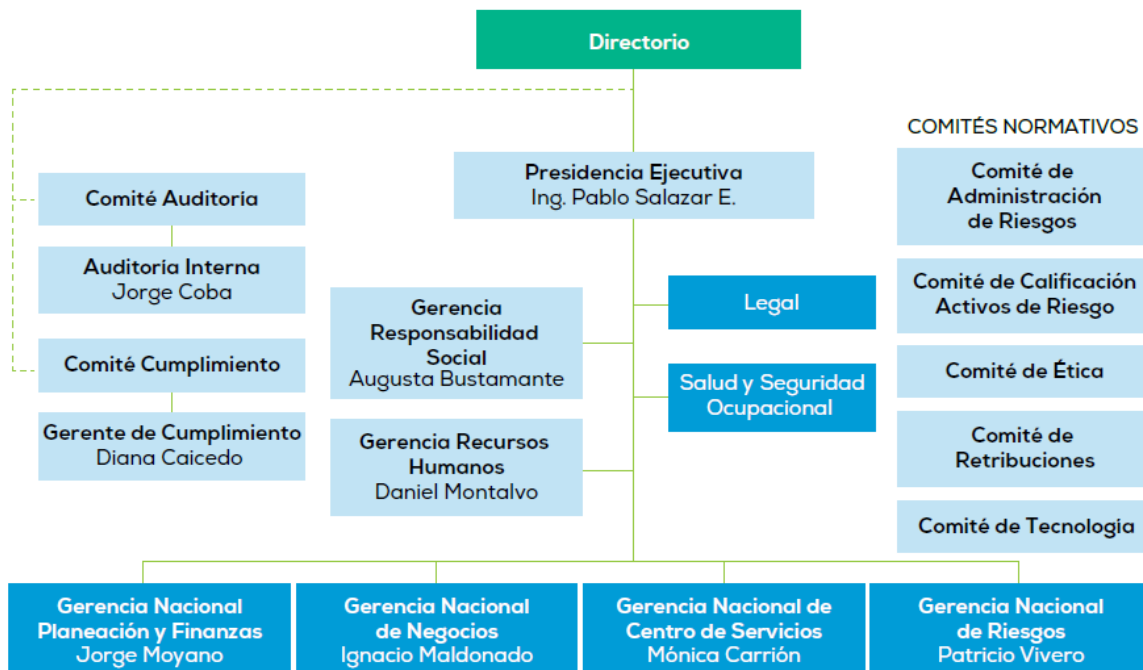 Directorio
COMITÉS NORMATIVOS
Presidencia Ejecutiva
Ing. Pablo Salazar E.
Comité Auditoría
Auditoría Interna
Jorge Coba
Comité Cumplimiento
Gerente de Cumplimiento
Diana Caicedo
Gerencia
Responsabilidad
Social
Augusta Bustamante
Gerencia Recursos
Humanos
Daniel Montalvo
Legal
Salud y Seguridad
Ocupacional
Comité de
Administración
de Riesgos
Comité de Calificación
Activos de Riesgo
Comité de Ética
Comité de
Retribuciones
Comité de Tecnología
Gerencia Nacional
Planeación y Finanzas
Jorge Moyano
Gerencia Nacional
de Negocios
Ignacio Maldonado
Gerencia Nacional de
Centro de Servicios
Mónica Carrión
Gerencia Nacional
de Riesgos
Patricio Vivero